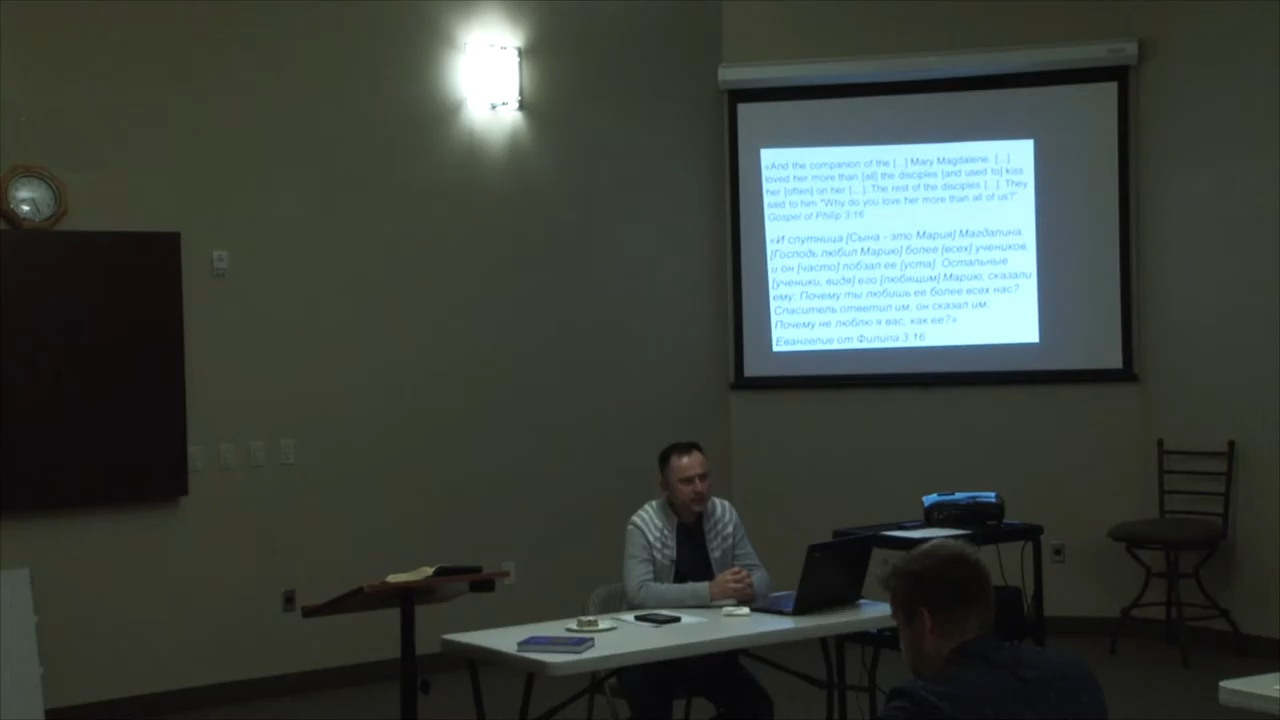 «And the companion of the [...] Mary Magdalene, [...]
loved her more than [all] the disciples [and used to] kiss
her [often] on her [...]. The rest of the disciples [...]. They
said to him "Why do you love her more than all of us?"
Gospel of Philip 3:16
«И спутница [Сына - это Мария] Магдалина.
[Господь любил Марию] более [всех] учеников,
и он [часто] лобзал ее [уста]. Остальные
[ученики, видя] его [любящим] Марию, сказали
ему: Почему ты любишь ее более всех нас?
Спаситель ответил им, он сказал им:
Почему не люблю я вас, как ее?»
Евангелие от Филипа 3:16